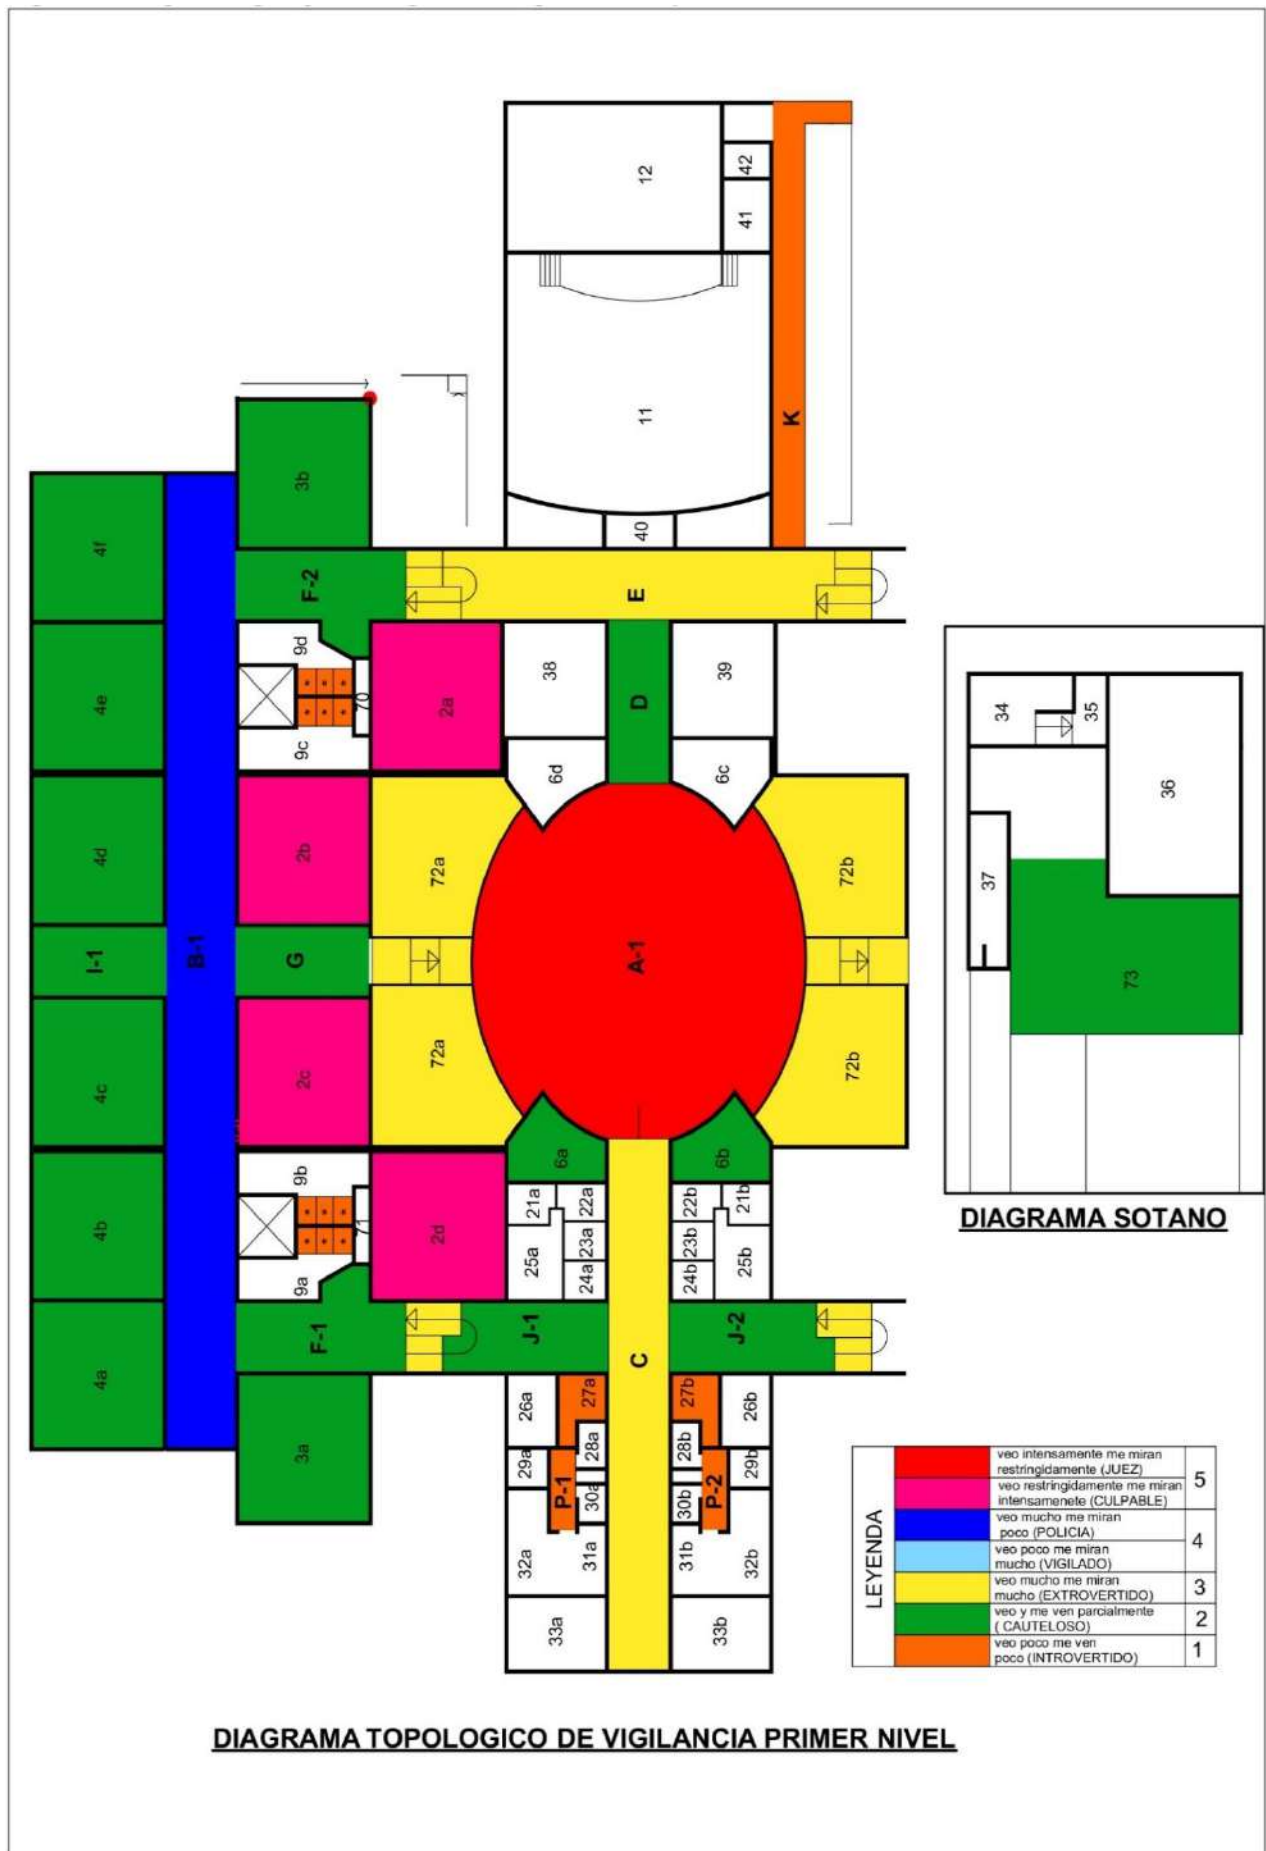 12
42
41
11
K
40
3b
4f
F-2
E
9d
70
4e
9c
2a
38
D
39
6d
6c
34
35
36
37
73
DIAGRAMA SOTANO
4d
2b
72a
72b
I-1
B-1
G
A-1
4c
2c
72a
72b
9b
71
6a
6b
4b
9a
2d
21a
22a
22b
21b
25a
23a
23b
25b
24a
24b
4a
F-1
J-1
C
J-2
3a
26a
27a
27b
26b
28a
28b
29a
P-1
P-2
29b
30a
30b
32a
31a
31b
32b
33a
33b
LEYENDA
veo intensamente me miran
restringidamente (JUEZ)
5
veo restringidamente me miran
intensamenete (CULPABLE)
veo mucho me miran
poco (POLICIA)
4
veo poco me miran
mucho (VIGILADO)
veo mucho me miran
mucho (EXTROVERTIDO)
3
veo y me ven parcialmente
( CAUTELOSO)
2
veo poco me ven
poco (INTROVERTIDO)
1
DIAGRAMA TOPOLOGICO DE VIGILANCIA PRIMER NIVEL